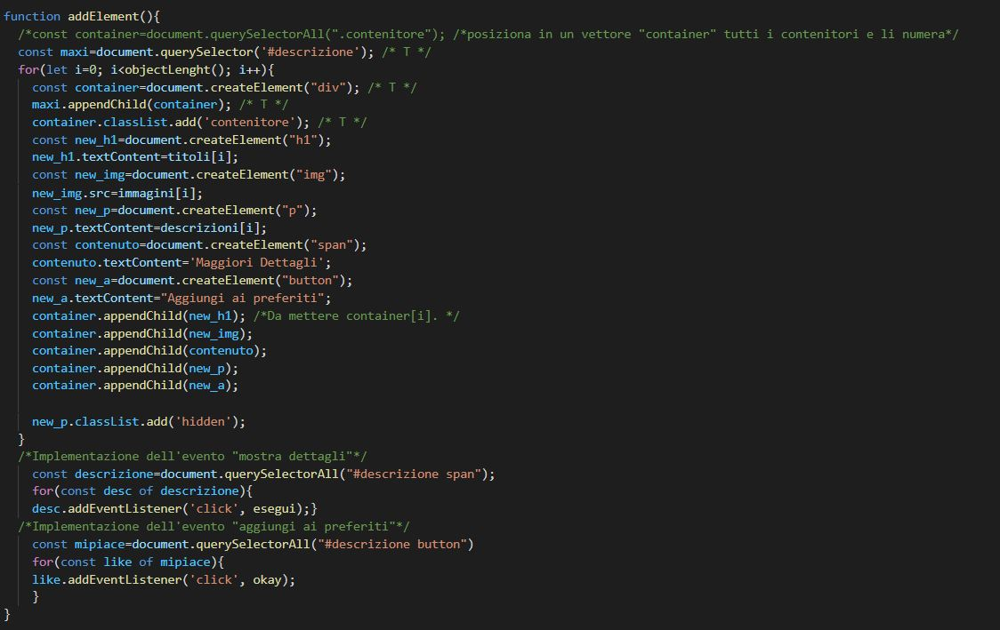 function addElement(){
/*const container=document.querySelectorAll(".contenitore"); /*posiziona in un vettore "container" tutti i contenitori e li numera*/
const maxi=document.querySelector('#descrizione'); /* T */
for(let i=0; i<objectLenght(); i++){
const container=document.createElement("div"); /* T */
maxi.appendChild(container); /* T */
container.classList.add('contenitore'); /* T */
const new_h1=document.createElement("h1");
new_h1.textContent=titoli[i];
const new_img=document.createElement("img");
new_img.src=immagini[i];
const new_p=document.createElement("p");
new_p.textContent=descrizioni[i];
const contenuto=document.createElement("span");
contenuto.textContent='Maggiori Dettagli';
const new_a=document.createElement("button");
new_a.textContent="Aggiungi ai preferiti";
container.appendChild(new_h1); /*Da mettere container[i]. */
container.appendChild(new_img);
container.appendChild(contenuto);
container.appendChild(new_p);
container.appendChild(new_a);
new_p.classList.add('hidden');
}
/*Implementazione dell'evento "mostra dettagli"*/
const descrizione=document.querySelectorAll("#descrizione span");
for(const desc of descrizione){
desc.addEventListener('click', esegui);}
/*Implementazione dell'evento "aggiungi ai preferiti"*/
const mipiace=document.querySelectorAll("#descrizione button")
for(const like of mipiace){
like.addEventListener('click', okay);
}
}